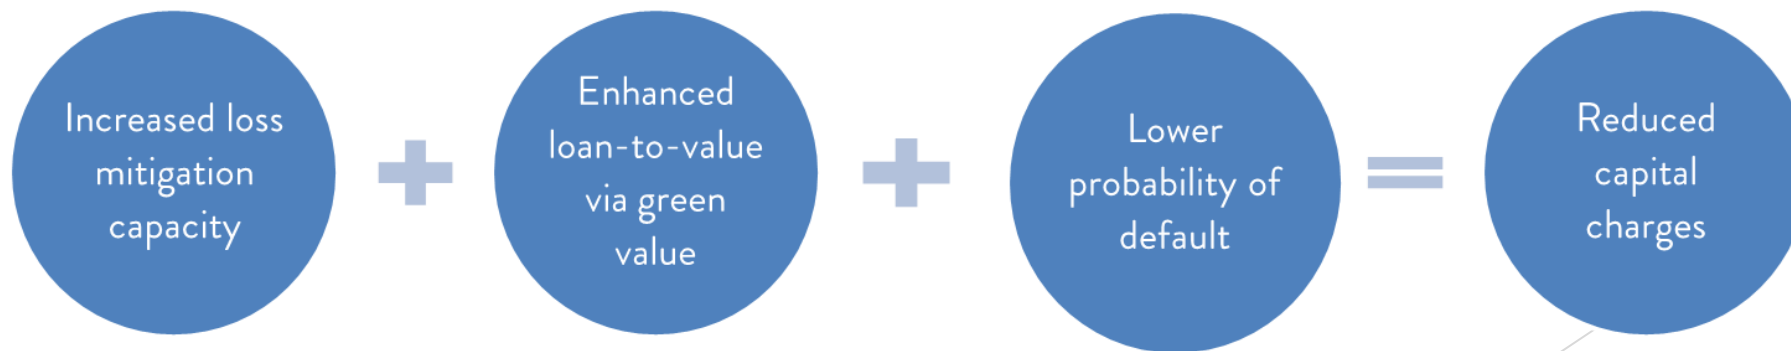 Increased loss
mitigation
capacity
+
Enhanced
loan-to-value
via green
value
+
Lower
probability of
default
=
Reduced
capital
charges